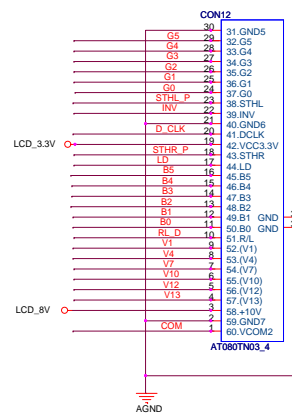 CON12
30 31.GND5
G5 29 32.G5
G4 28 33.G4
G3 27 34.G3
G2 26 35.G2
G1 25 36.G1
G0 24 37.G0
STHL_P 23 38.STHL
INV 22 39.INV
21 40.GND6
D_CLK 20 41.DCLK
LCD_3.3V 19 42.VCC3.3V
STHR_P 18 43.STHR
LD 17 44.LD
B5 16 45.B5
B4 15 46.B4
B3 14 47.B3
B2 13 48.B2
B1 12 49.B1 GND
B0 11 50.B0 GND
RL_D 10 51.R/L
V1 9 52.(V1)
V4 8 53.(V4)
V7 7 54.(V7)
V10 6 55.(V10)
V12 5 56.(V12)
V13 4 57.(V13)
LCD_8V 3 58.+10V
2 59.GND7
COM 1 60.VCOM2
AT080TN03_4
AGND